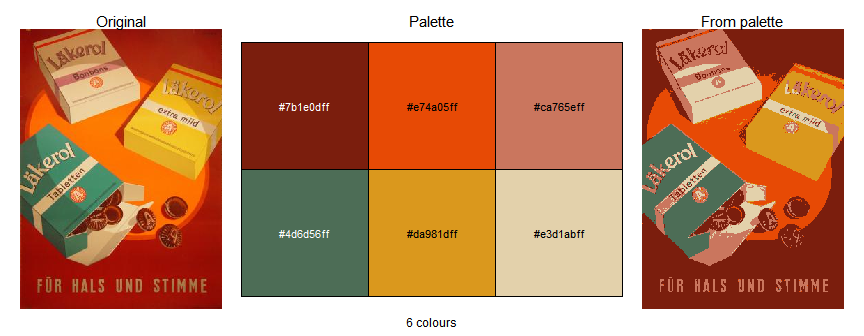 Original
Palette
From palette
Läkerol
Bonbons
A
Läkerol
extra mild
A
Läkerol
Tabletten
A
FÜR HALS UND STIMME
#7b1e0dff
#e74a05ff
#ca765eff
#4d6d56ff
#da981dff
#e3d1abff
6 colours
Läkerol
Bonbons
A
Läkerol
extra mild
A
Läkerol
Tabletten
A
FÜR HALS UND STIMME